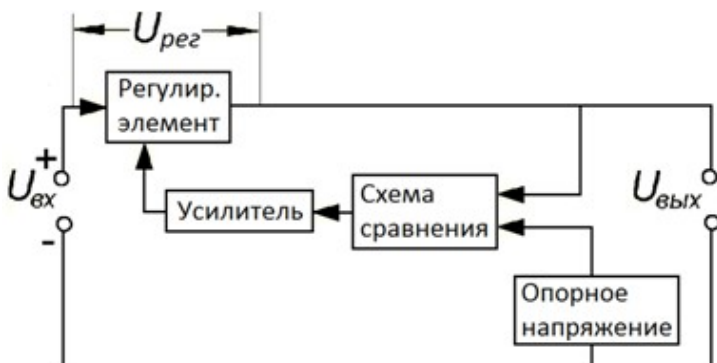 Uрег
Регулир.
элемент
+
Uвх
-
Усилитель
Схема
сравнения
Uвых
Опорное
напряжение